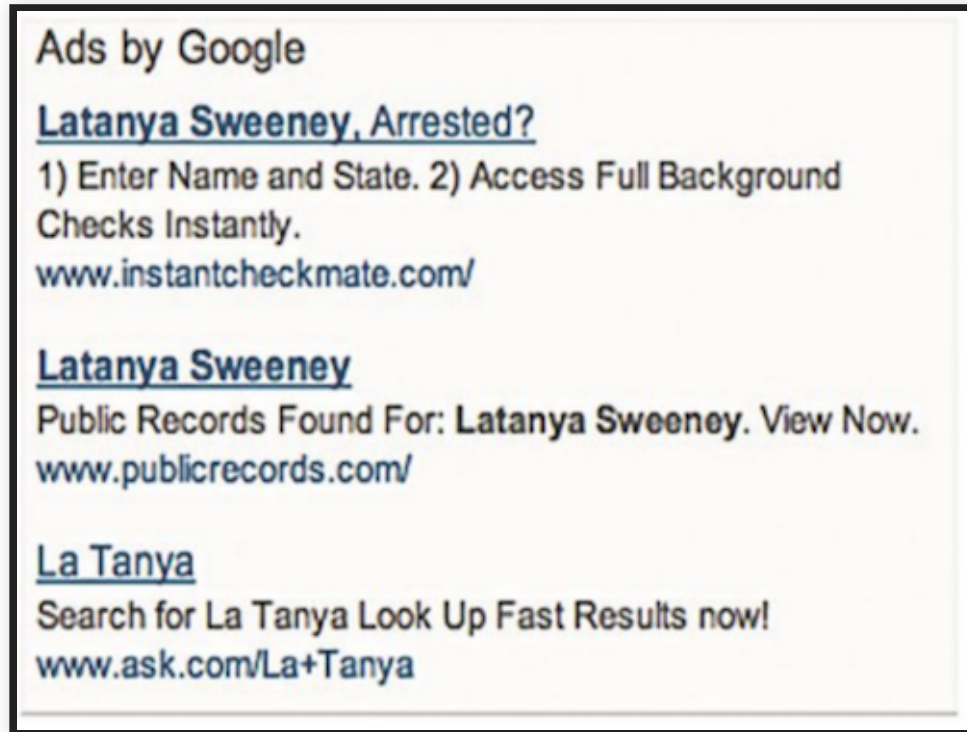 Ads by Google
Latanya Sweeney, Arrested?
1) Enter Name and State. 2) Access Full Background
Checks Instantly.
www.instantcheckmate.com/
Latanya Sweeney
Public Records Found For: Latanya Sweeney. View Now.
www.publicrecords.com/
La Tanya
Search for La Tanya Look Up Fast Results now!
www.ask.com/La+Tanya